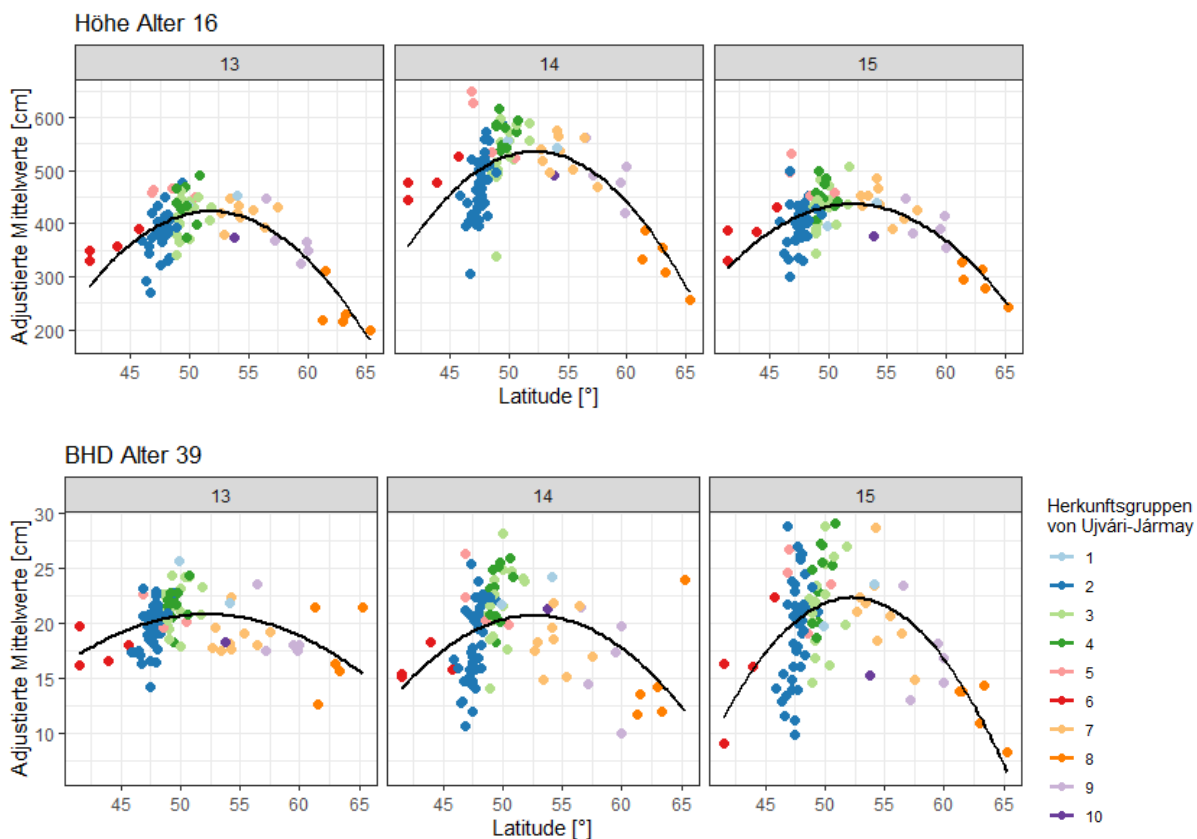 Höhe Alter 16
13 14 15
Adjustierte Mittelwerte [cm]
600
500
400
300
200
45 50 55 60 65 45 50 55 60 65 45 50 55 60 65
Latitude [°]
BHD Alter 39
13 14 15
Adjustierte Mittelwerte [cm]
30
25
20
15
10
45 50 55 60 65 45 50 55 60 65 45 50 55 60 65
Latitude [°]
Herkunftsgruppen
von Ujvári-Jármay
1
2
3
4
5
6
7
8
9
10